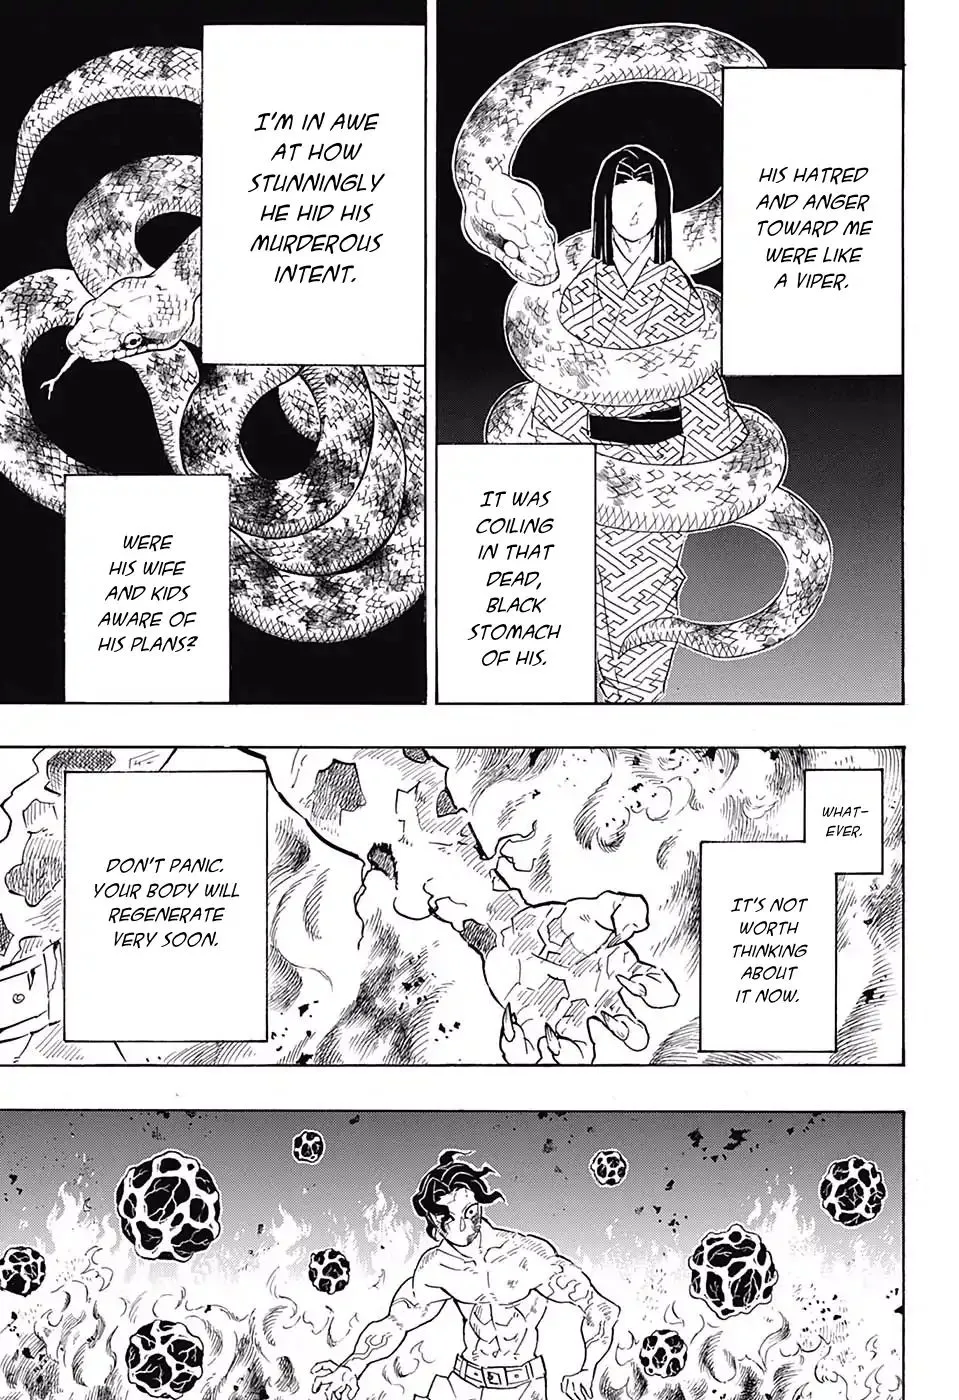 HIS HATRED
AND ANGER
TOWARD ME
WERE LIKE
A VIPER.
IT WAS
COILING
IN THAT
DEAD,
BLACK
STOMACH
OF HIS.
I'M IN AWE
AT HOW
STUNNINGLY
HE HID HIS
MURDEROUS
INTENT.
WERE
HIS WIFE
AND KIDS
AWARE OF
HIS PLANS?
WHAT-
EVER.
IT'S NOT
WORTH
THINKING
ABOUT
IT NOW.
DON'T PANIC.
YOUR BODY WILL
REGENERATE
VERY SOON.